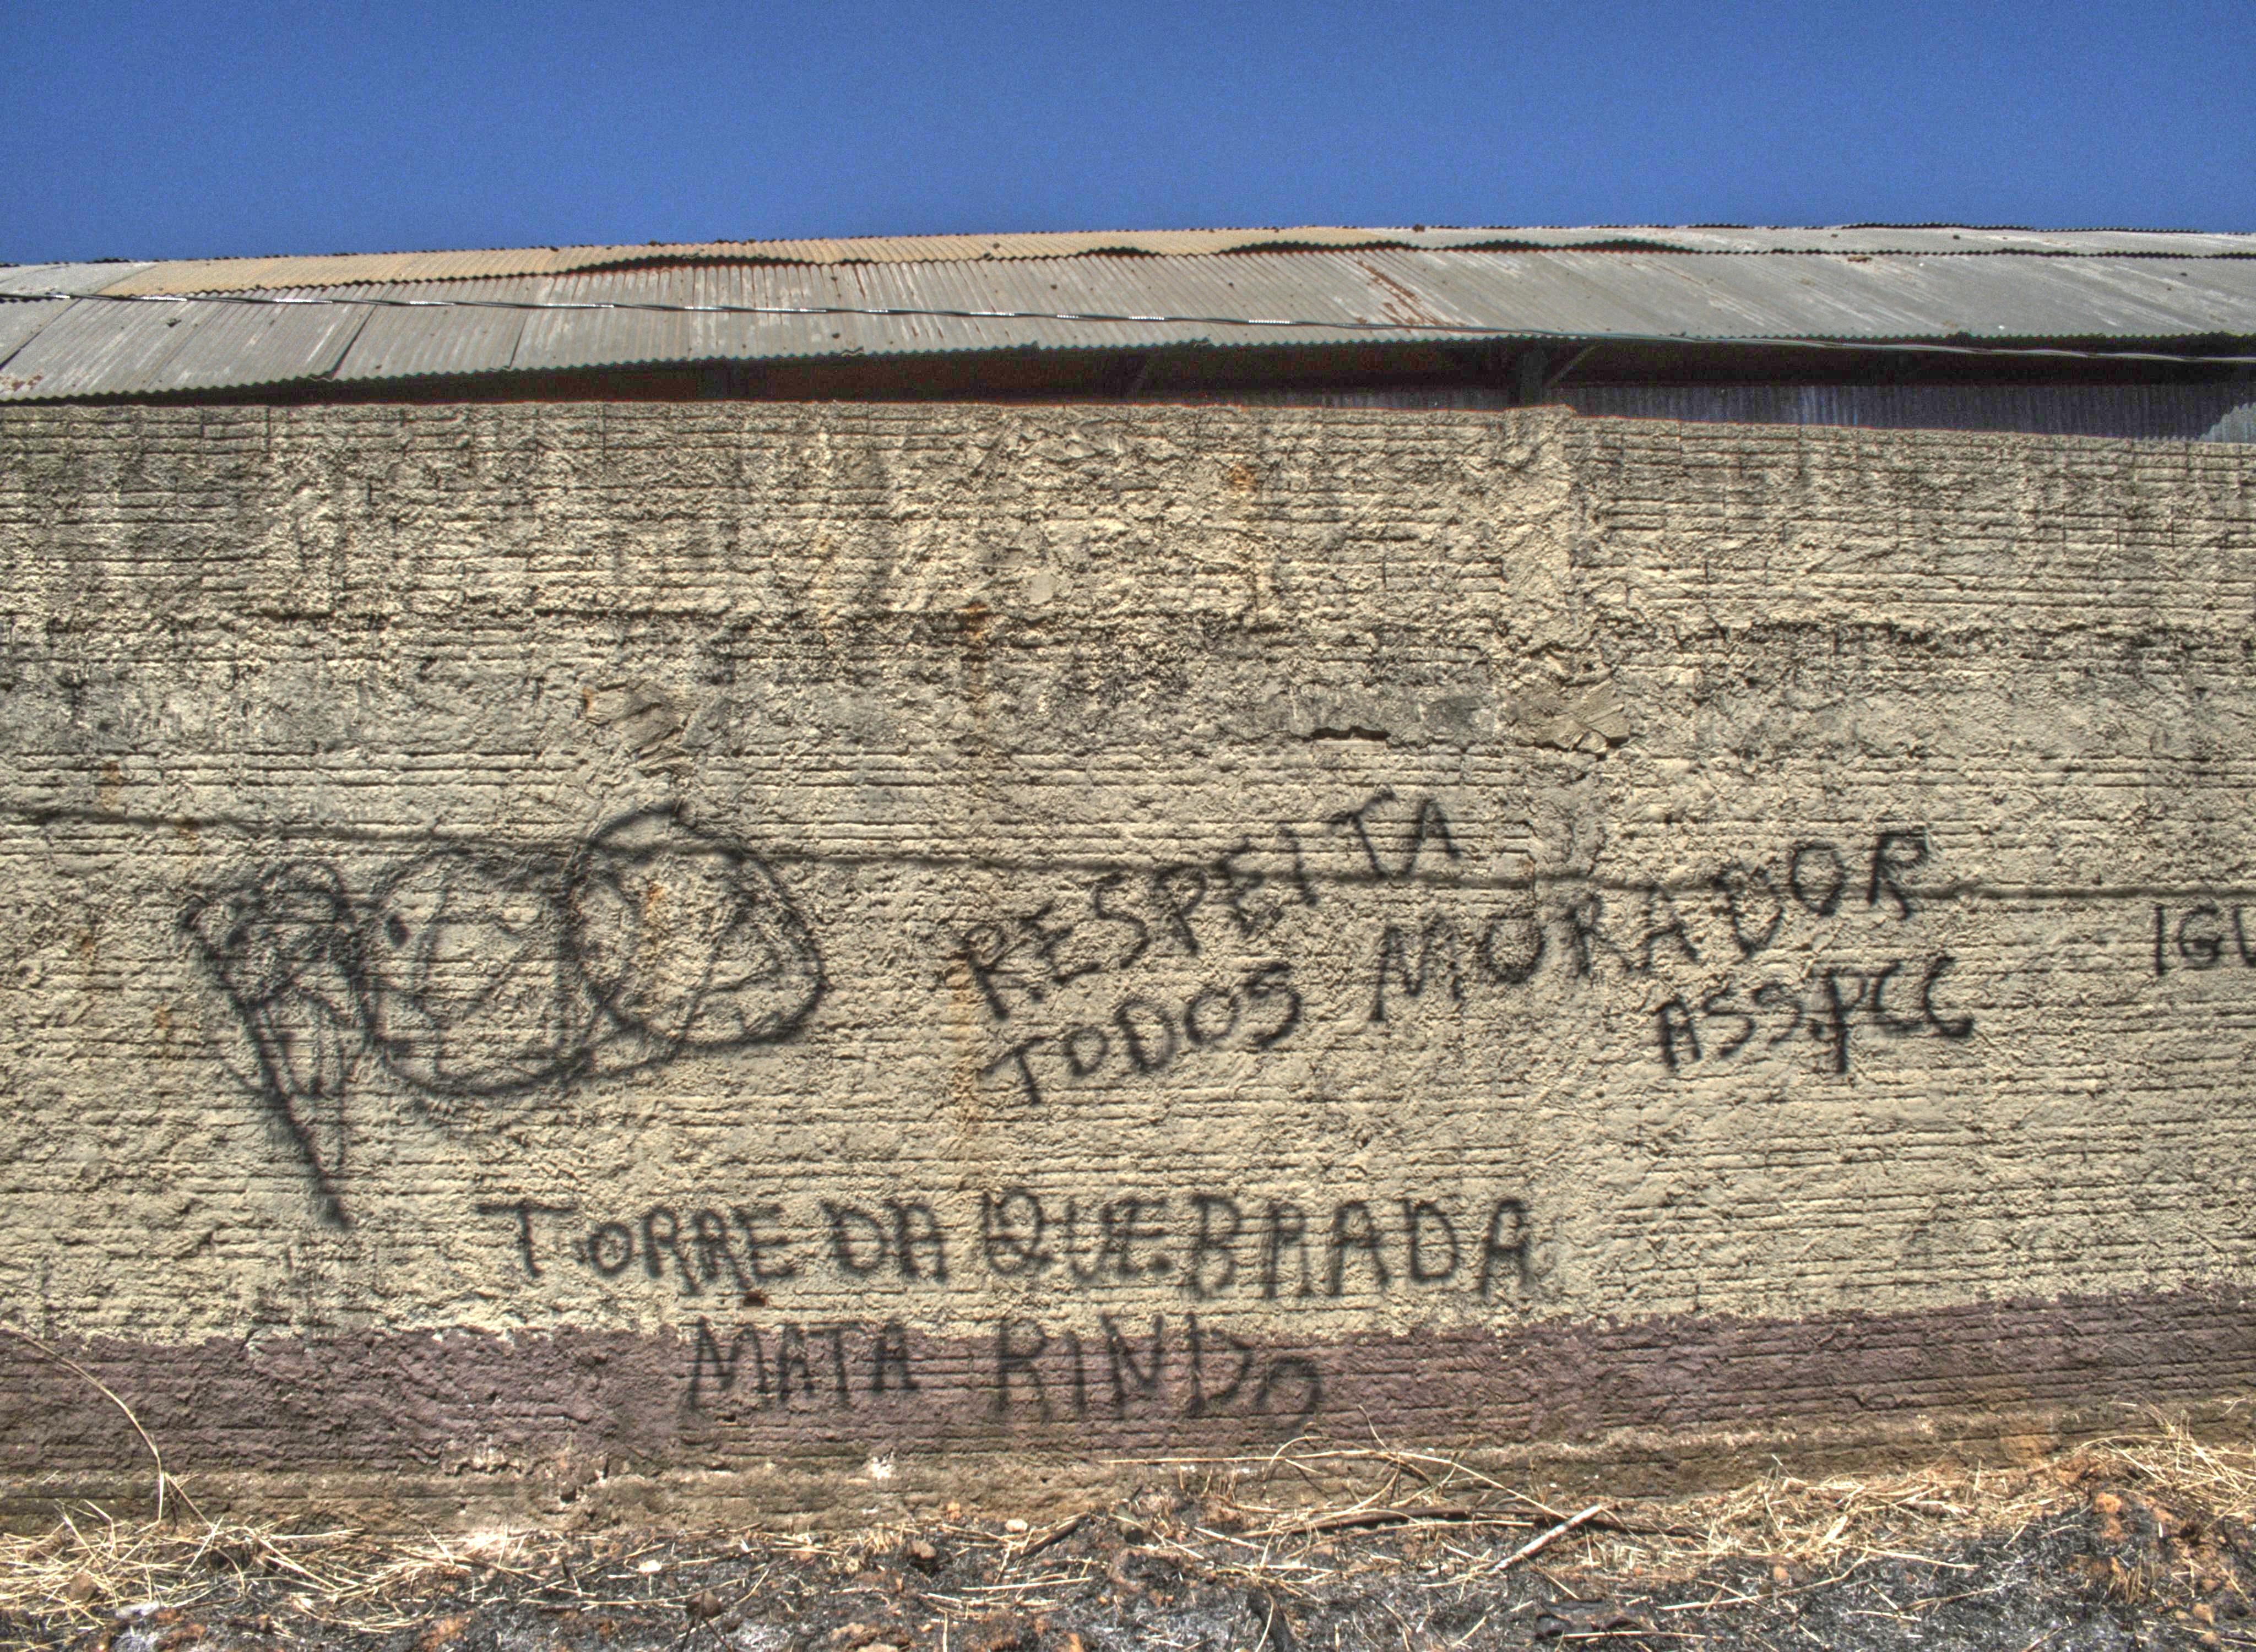 RESPEITA
TODOS MORADOR
ASS.PCC
IGU
TORRE DA QUEBRADA
MATA RINDO